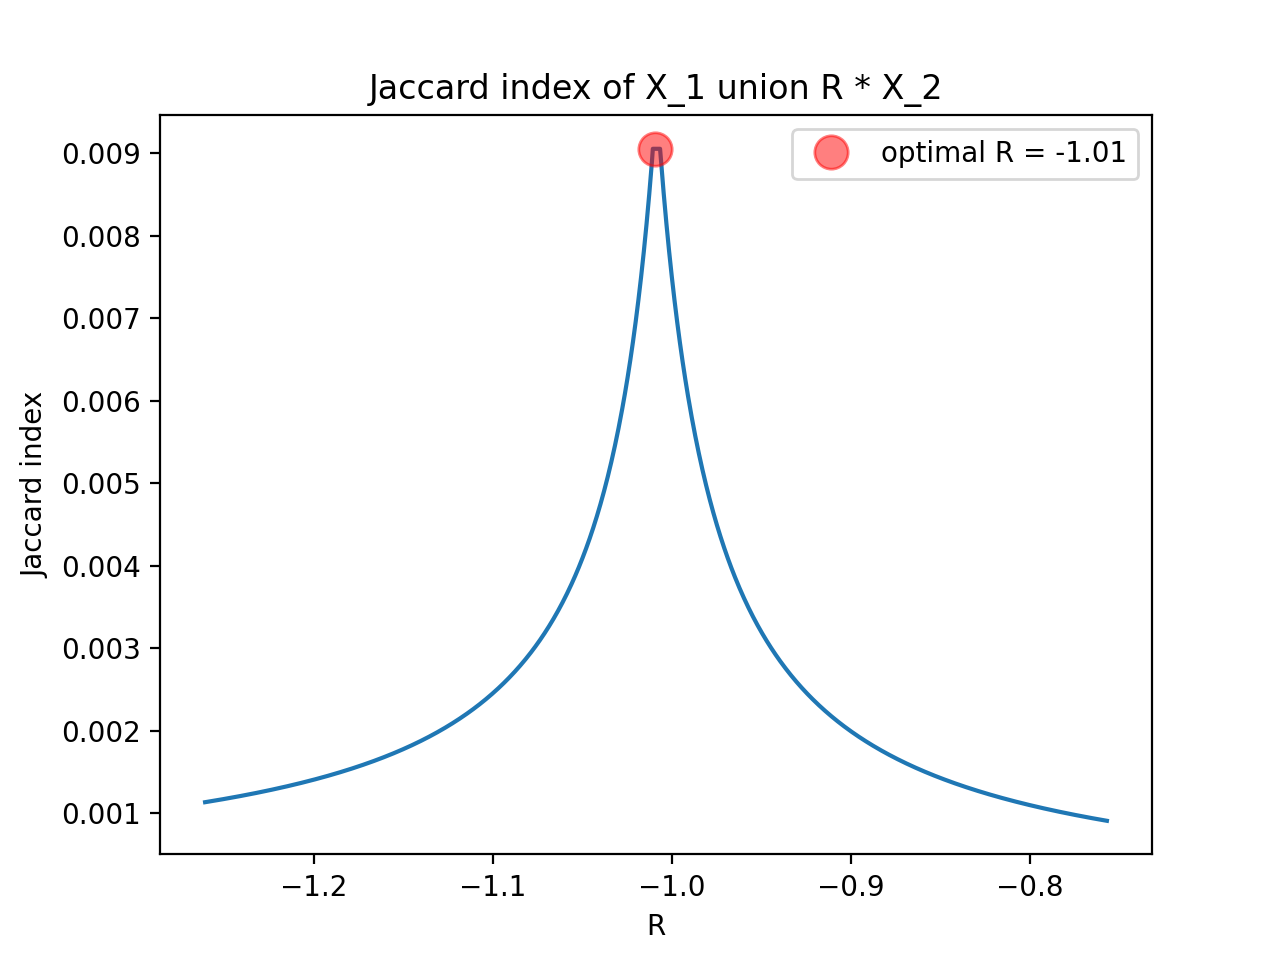 Jaccard index of X_1 union R * X_2
optimal R = -1.01
0.009
0.008
0.007
0.006
0.005
0.004
0.003
0.002
0.001
Jaccard index
−1.2 −1.1 −1.0 −0.9 −0.8
R